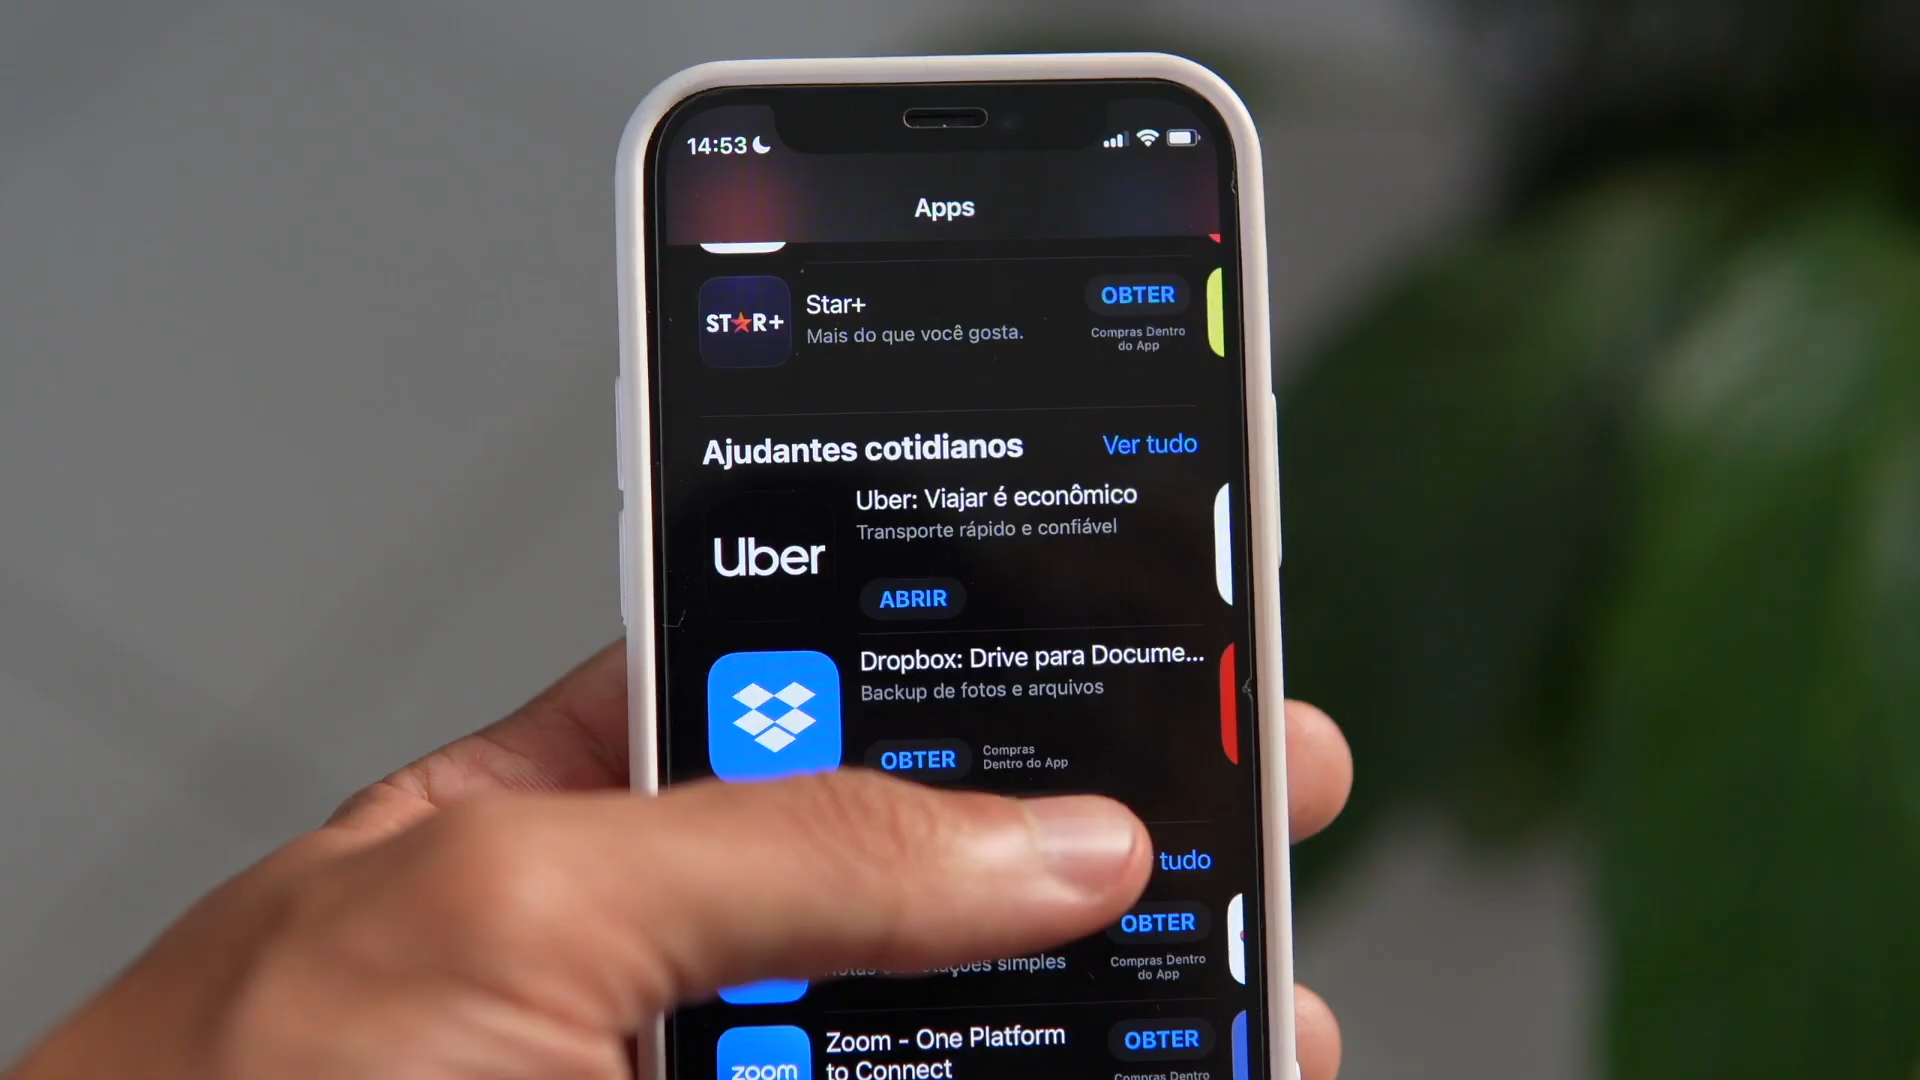 14:53
Apps
STAR+
Star+
Mais do que você gosta.
OBTER
Compras Dentro
do App
Ajudantes cotidianos
Ver tudo
Uber
Uber: Viajar é econômico
Transporte rápido e confiável
ABRIR
Dropbox: Drive para Docume...
Backup de fotos e arquivos
OBTER
Compras
Dentro do App
tudo
OBTER
simples
Compras Dentro
do App
zoom
Zoom - One Platform
to Connect
OBTER
Compras Dentro